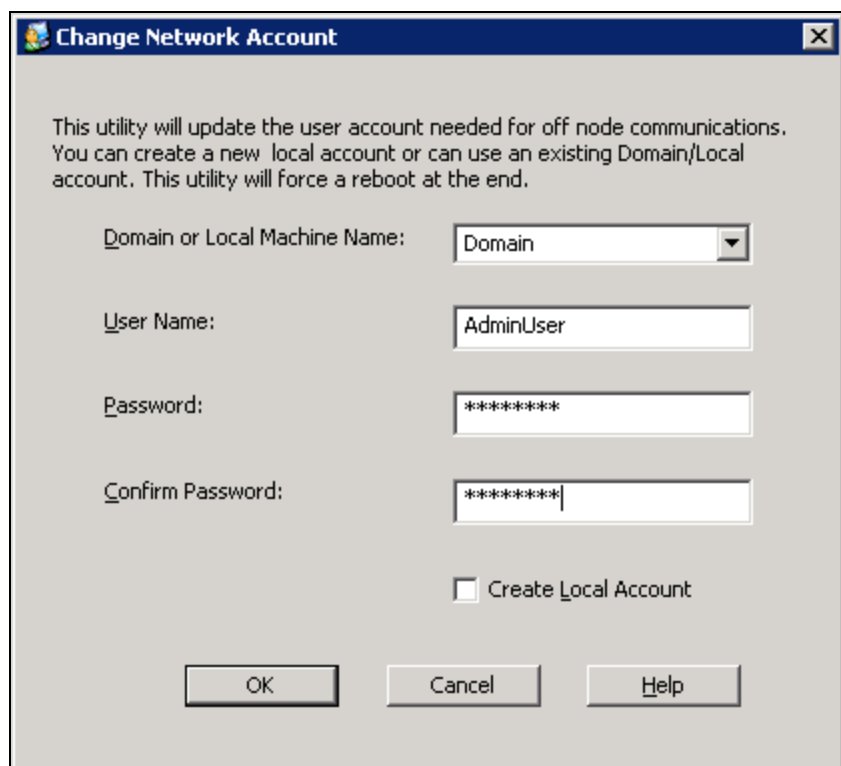 Change Network Account
This utility will update the user account needed for off node communications.
You can create a new local account or can use an existing Domain/Local
account. This utility will force a reboot at the end.
Domain or Local Machine Name:
Domain
User Name:
AdminUser
Password:
********
Confirm Password:
********
Create Local Account
OK
Cancel
Help